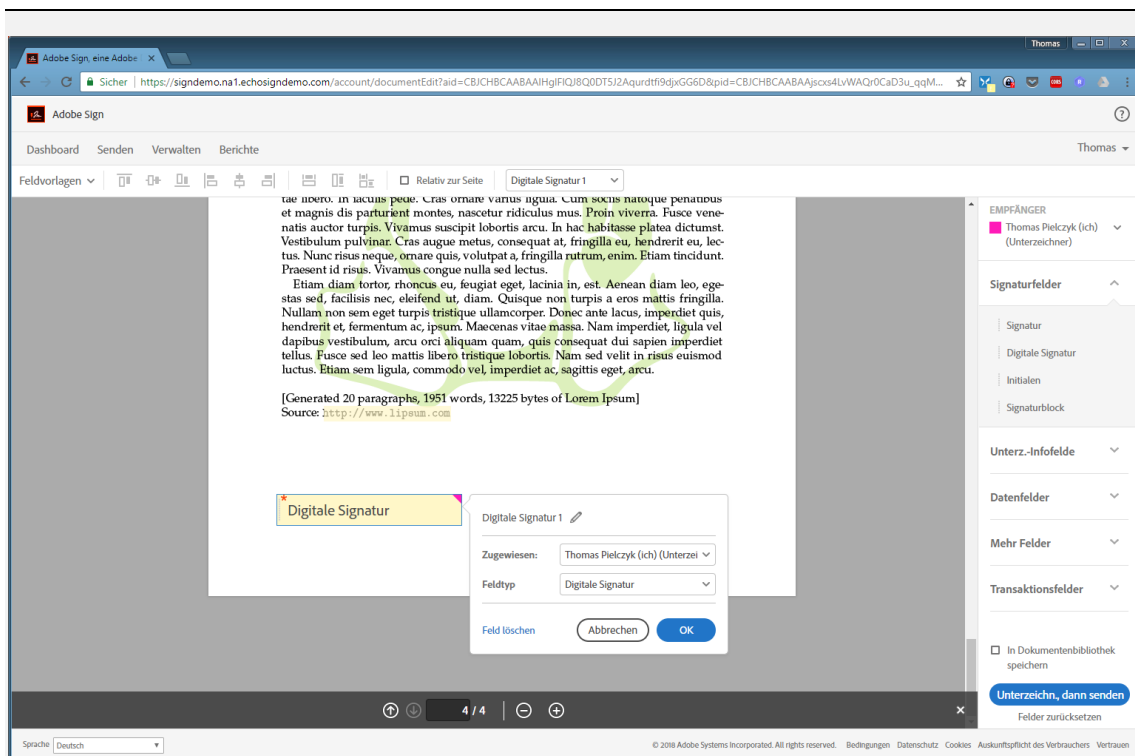 Thomas
Adobe Sign, eine Adobe
Sicher | https://signdemo.na1.echosigndemo.com/account/documentEdit?aid=CBJCHBCAABAAIHgIFIQJ8Q0DT5J2Aqurdtfi9djxGG6D&pid=CBJCHBCAABAAjscxs4LvWAQr0CaD3u_qqM...
Adobe Sign
Dashboard Senden Verwalten Berichte Thomas
Feldvorlagen Relativ zur Seite Digitale Signatur 1
tae libero. In iaculis pede. Cras ornare varius ligula. Cum sociis natoque penatibus
et magnis dis parturient montes, nascetur ridiculus mus. Proin viverra. Fusce vene-
natis auctor turpis. Vivamus suscipit lobortis arcu. In hac habitasse platea dictumst.
Vestibulum pulvinar. Cras augue metus, consequat at, fringilla eu, hendrerit eu, lec-
tus. Nunc risus neque, ornare quis, volutpat a, fringilla rutrum, enim. Etiam tincidunt.
Praesent id risus. Vivamus congue nulla sed lectus.
Etiam diam tortor, rhoncus eu, feugiat eget, lacinia in, est. Aenean diam leo, ege-
stas sed, facilisis nec, eleifend ut, diam. Quisque non turpis a eros mattis fringilla.
Nullam non sem eget turpis tristique ullamcorper. Donec ante lacus, imperdiet quis,
hendrerit et, fermentum ac, ipsum. Maecenas vitae massa. Nam imperdiet, ligula vel
dapibus vestibulum, arcu orci aliquam quam, quis consequat dui sapien imperdiet
tellus. Fusce sed leo mattis libero tristique lobortis. Nam sed velit in risus euismod
luctus. Etiam sem ligula, commodo vel, imperdiet ac, sagittis eget, arcu.
[Generated 20 paragraphs, 1951 words, 13225 bytes of Lorem Ipsum]
Source: http://www.lipsum.com
* Digitale Signatur
Digitale Signatur 1
Zugewiesen: Thomas Pielczyk (ich) (Unterzei
Feldtyp Digitale Signatur
Feld löschen Abbrechen OK
EMPFÄNGER
Thomas Pielczyk (ich)
(Unterzeichner)
Signaturfelder
Signatur
Digitale Signatur
Initialen
Signaturblock
Unterz.-Infofelde
Datenfelder
Mehr Felder
Transaktionsfelder
In Dokumentenbibliothek
speichern
Unterzeichn., dann senden
Felder zurücksetzen
4 / 4
Sprache Deutsch
© 2018 Adobe Systems Incorporated. All rights reserved. Bedingungen Datenschutz Cookies Auskunftspflicht des Verbrauchers Vertrauen